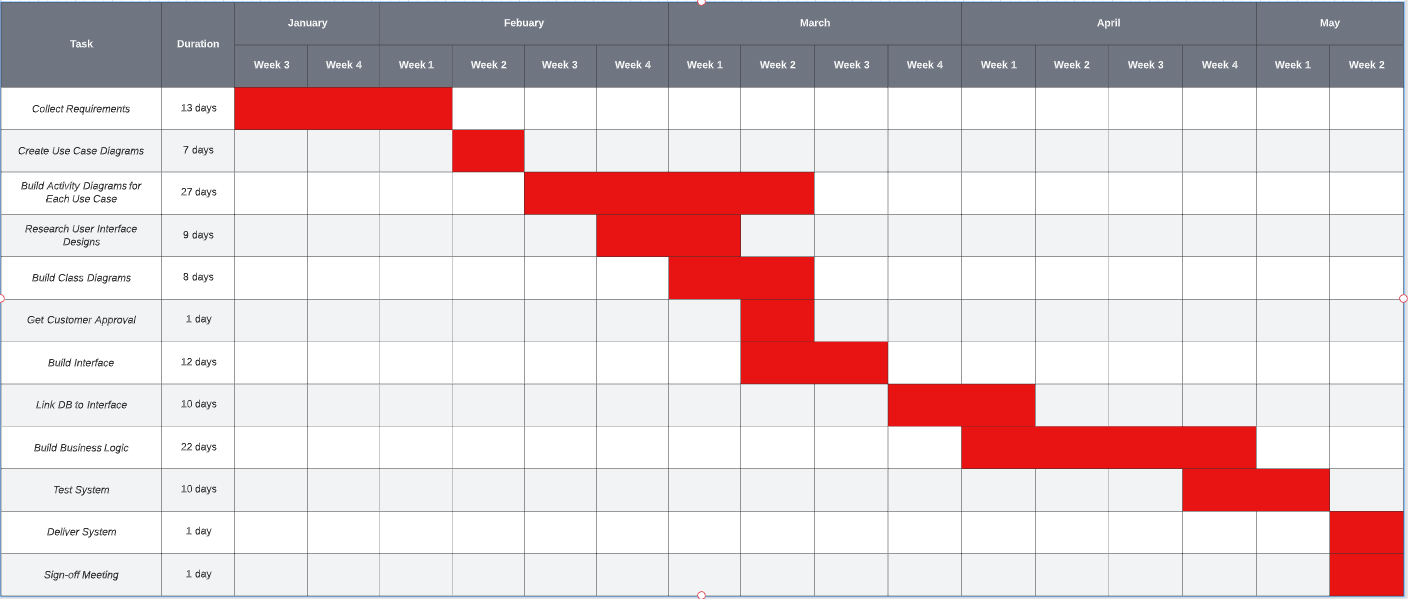 Task
Duration
January
Febuary
March
April
May
Week 3
Week 4
Week 1
Week 2
Week 3
Week 4
Week 1
Week 2
Week 3
Week 4
Week 1
Week 2
Week 3
Week 4
Week 1
Week 2
Collect Requirements
13 days
Create Use Case Diagrams
7 days
Build Activity Diagrams for
Each Use Case
27 days
Research User Interface
Designs
9 days
Build Class Diagrams
8 days
Get Customer Approval
1 day
Build Interface
12 days
Link DB to Interface
10 days
Build Business Logic
22 days
Test System
10 days
Deliver System
1 day
Sign-off Meeting
1 day